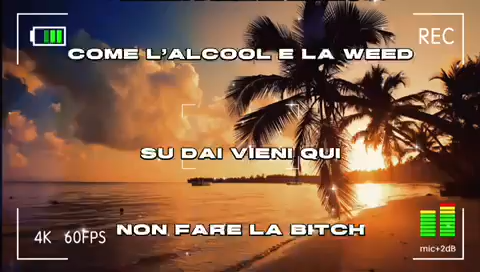 REC
COME L'ALCOOL E LA WEED
SU DAI VIENI QUI
NON FARE LA BITCH
4K 60FPS
mic+2dB